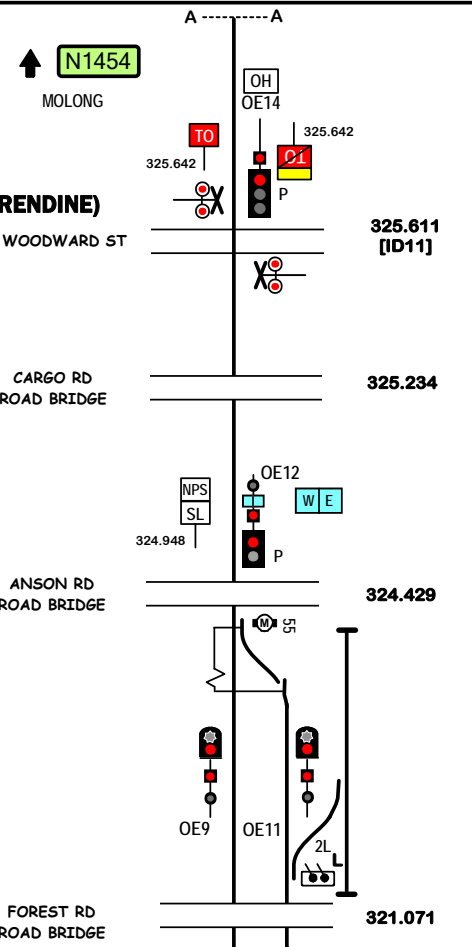 A A
N1454
MOLONG
OH
OE14
TO
325.642
325.642
P
RENDINE)
WOODWARD ST
325.611
[ID11]
CARGO RD
ROAD BRIDGE
325.234
OE12
NPS
SL
W E
324.948
P
ANSON RD
ROAD BRIDGE
324.429
M
55
OE9
OE11
2L
L
FOREST RD
ROAD BRIDGE
321.071